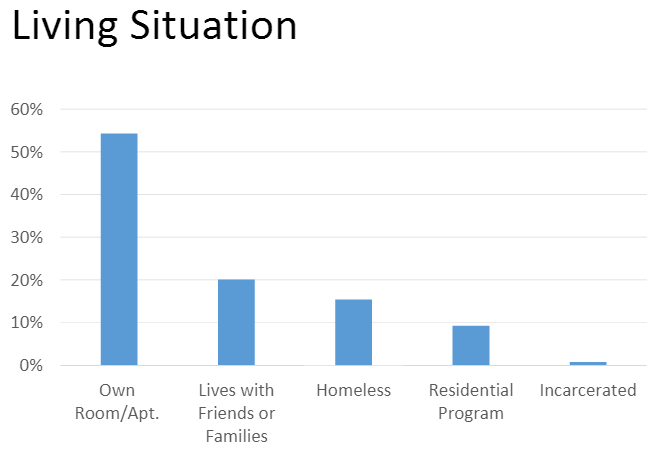 Living Situation
60%
50%
40%
30%
20%
10%
0%
Own
Room/Apt.
Lives with
Friends or
Families
Homeless
Residential
Program
Incarcerated